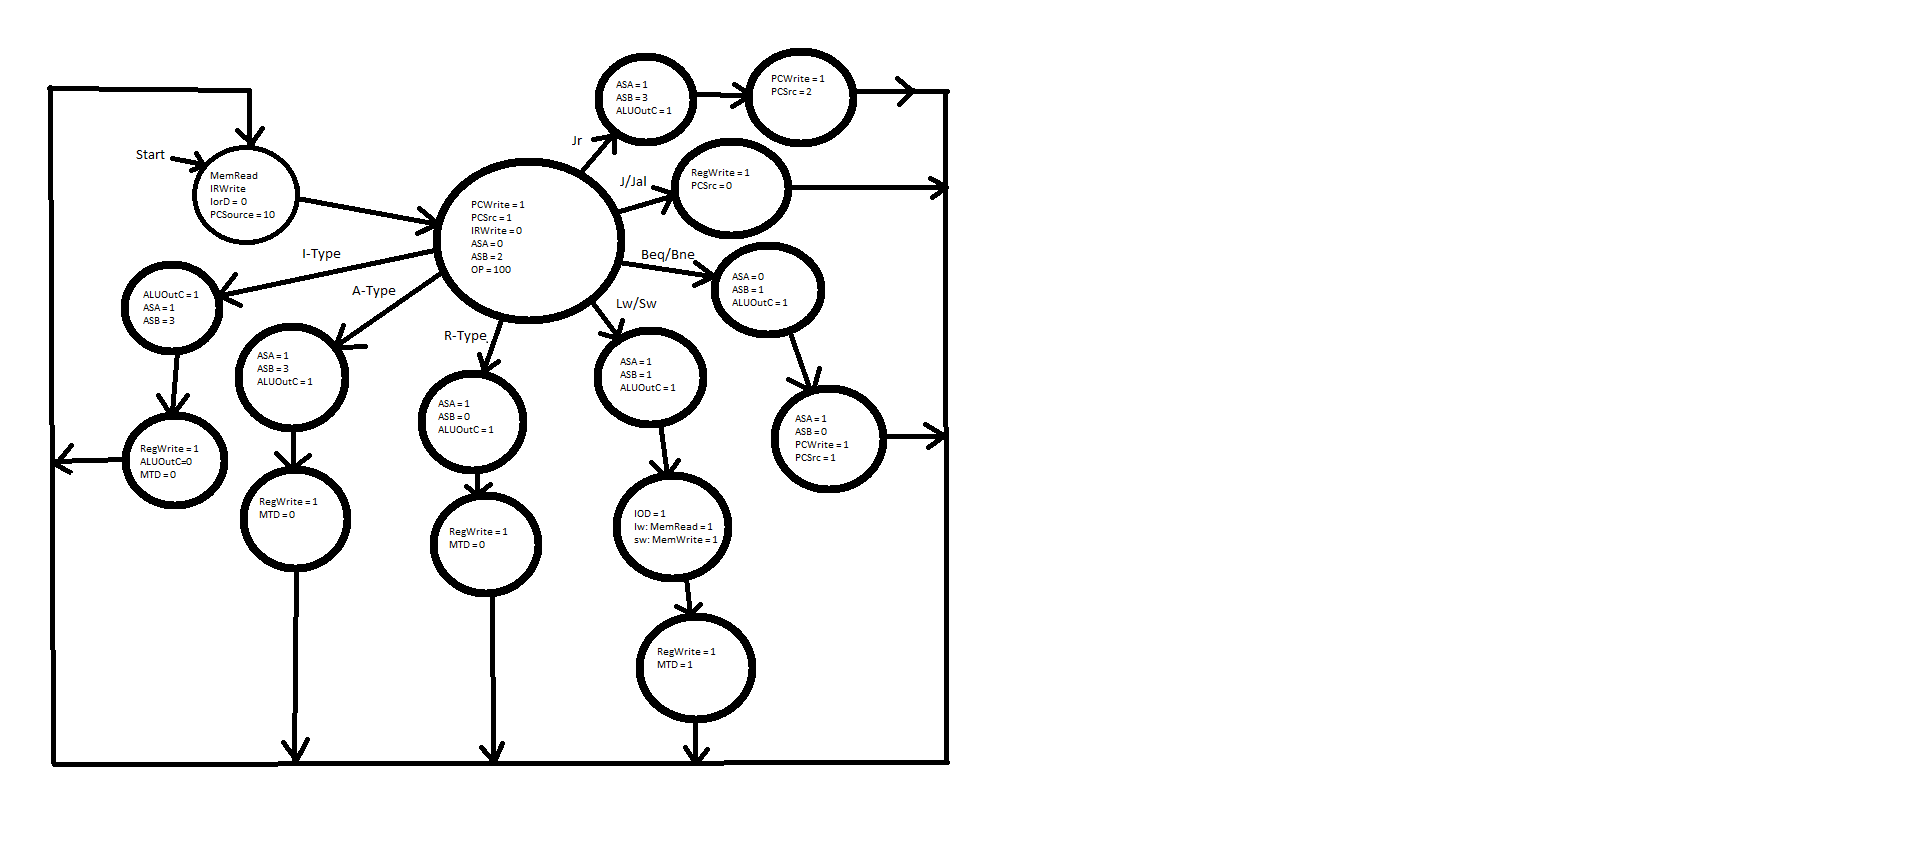 Start
MemRead
IRWrite
IorD = 0
PCSource = 10
PCWrite = 1
PCSrc = 1
IRWrite = 0
ASA = 0
ASB = 2
OP = 100
Jr
ASA = 1
ASB = 3
ALUOutC = 1
PCWrite = 1
PCSrc = 2
J/Jal
RegWrite = 1
PCSrc = 0
Beq/Bne
ASA = 0
ASB = 1
ALUOutC = 1
ASA = 1
ASB = 0
PCWrite = 1
PCSrc = 1
Lw/Sw
ASA = 1
ASB = 1
ALUOutC = 1
IOD = 1
lw: MemRead = 1
sw: MemWrite = 1
RegWrite = 1
MTD = 1
R-Type
ASA = 1
ASB = 0
ALUOutC = 1
RegWrite = 1
MTD = 0
A-Type
ASA = 1
ASB = 3
ALUOutC = 1
RegWrite = 1
MTD = 0
I-Type
ALUOutC = 1
ASA = 1
ASB = 3
RegWrite = 1
ALUOutC=0
MTD = 0